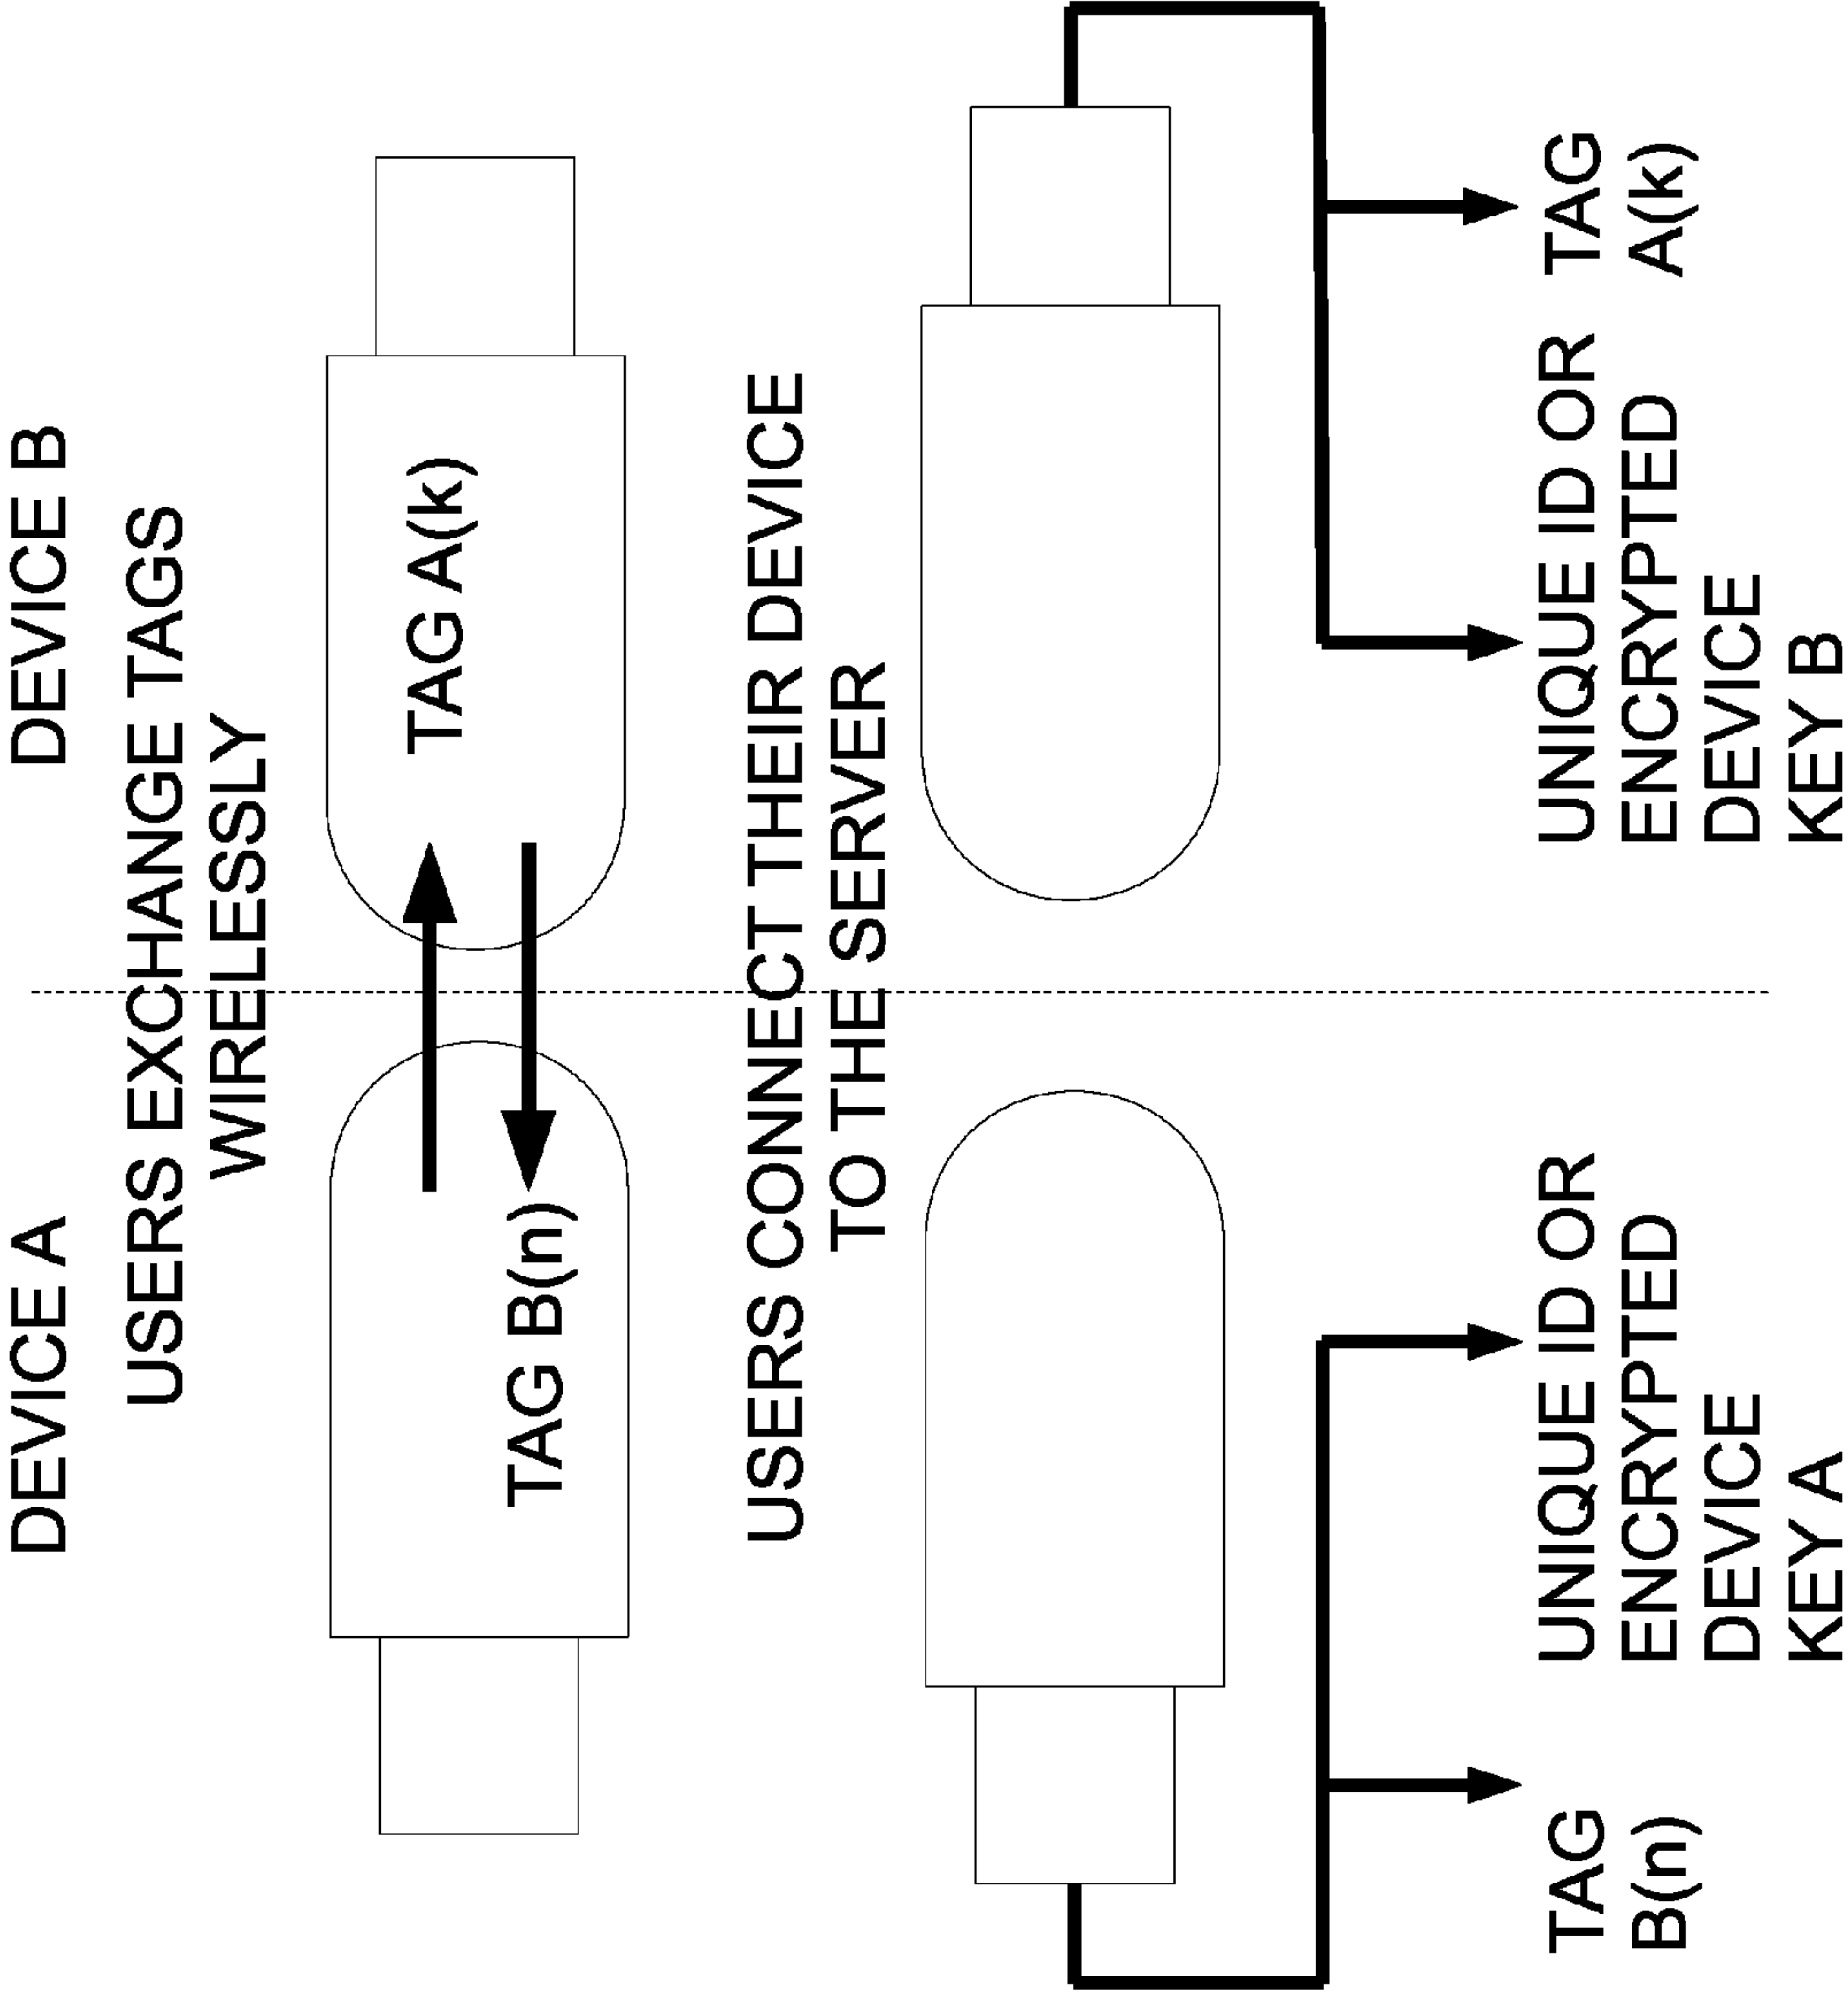 DEVICE A
DEVICE B
USERS EXCHANGE TAGS
WIRELESSLY
TAG A(k)
TAG B(n)
USERS CONNECT THEIR DEVICE
TO THE SERVER
TAG
B(n)
UNIQUE ID OR
ENCRYPTED
DEVICE
KEY A
UNIQUE ID OR
ENCRYPTED
DEVICE
KEY B
TAG
A(k)